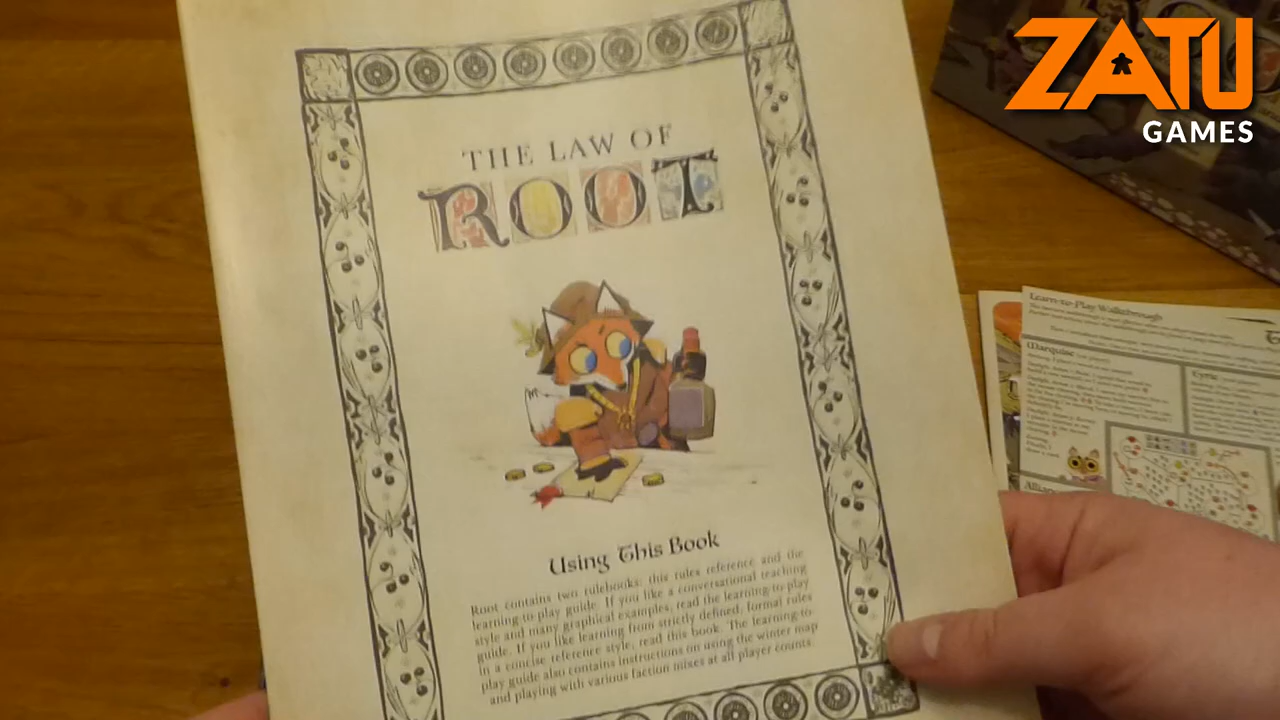 ZATU
GAMES
THE LAW OF
ROOT
Using This Book
Root contains two rulebooks: this rules reference and the
learning-to-play guide. If you like a conversational teaching
style and many graphical examples, read the learning-to-play
guide. If you like learning from strictly defined, formal rules
in a concise reference style, read this book. The learning-to-
play guide also contains instructions on using the winter map
and playing with various faction mixes at all player counts.
Learn-to-Play Walkthrough
Marquise
Eyrie